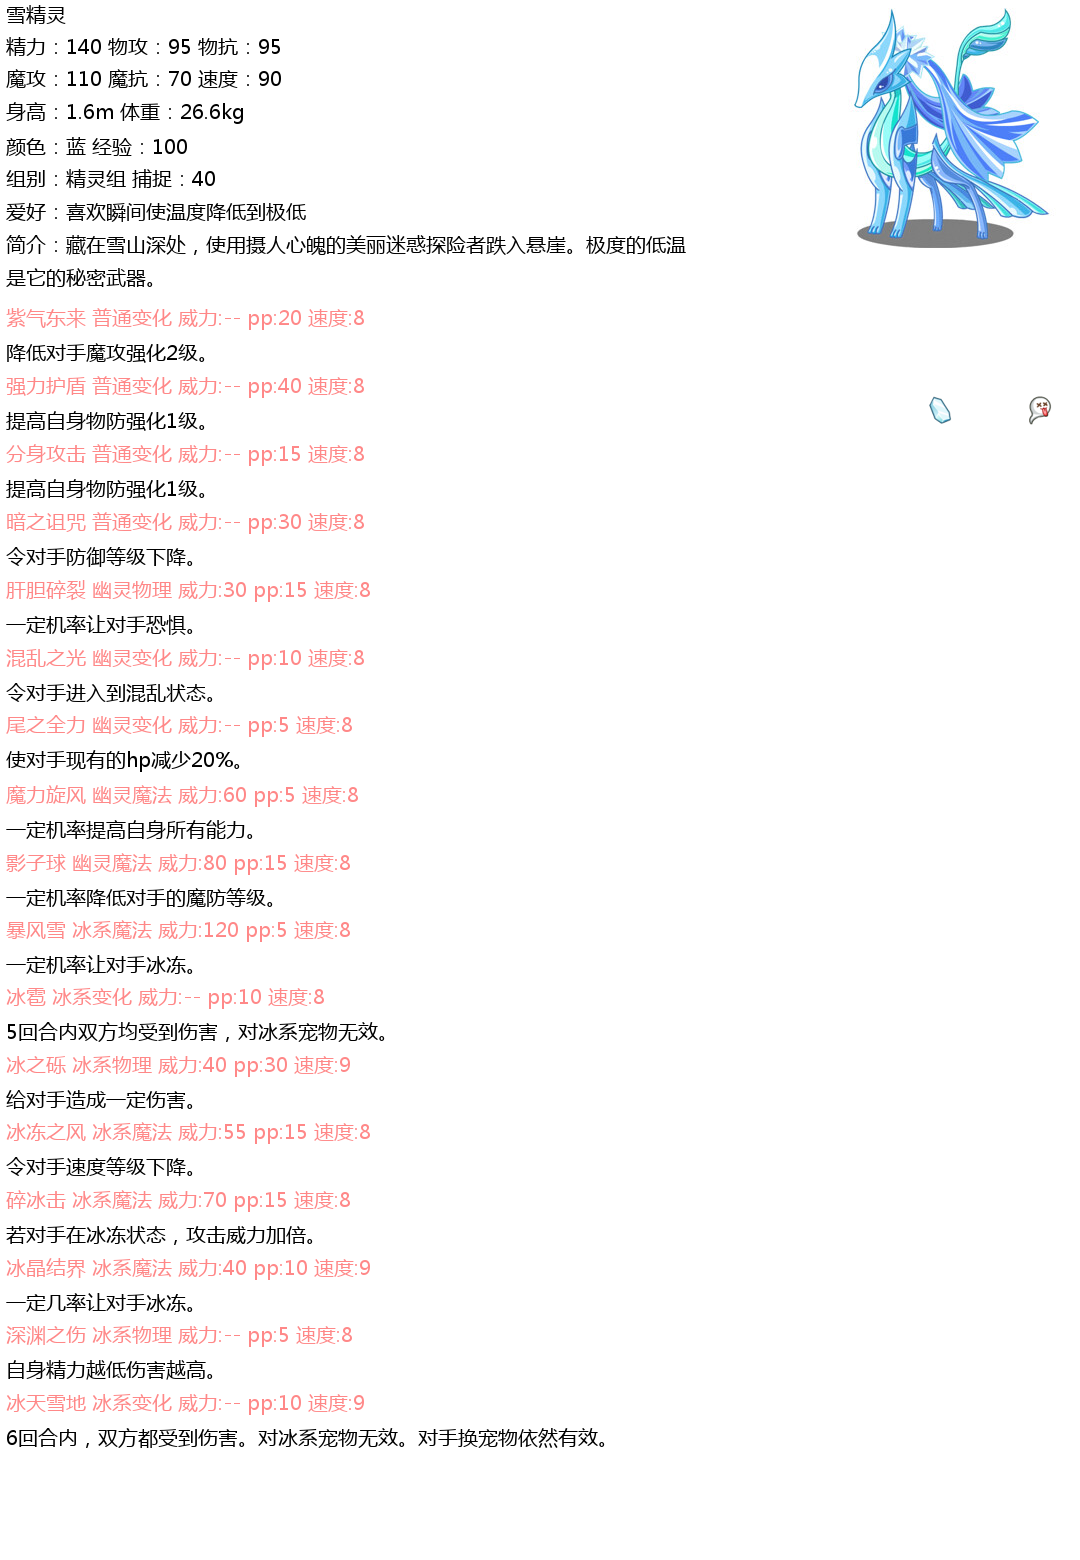 雪精灵
精力：140 物攻：95 物抗：95
魔攻：110 魔抗：70 速度：90
身高：1.6m 体重：26.6kg
颜色：蓝 经验：100
组别：精灵组 捕捉：40
爱好：喜欢瞬间使温度降低到极低
简介：藏在雪山深处，使用摄人心魄的美丽迷惑探险者跌入悬崖。极度的低温
是它的秘密武器。
紫气东来 普通变化 威力:-- pp:20 速度:8
降低对手魔攻强化2级。
强力护盾 普通变化 威力:-- pp:40 速度:8
提高自身物防强化1级。
分身攻击 普通变化 威力:-- pp:15 速度:8
提高自身物防强化1级。
暗之诅咒 普通变化 威力:-- pp:30 速度:8
令对手防御等级下降。
肝胆碎裂 幽灵物理 威力:30 pp:15 速度:8
一定机率让对手恐惧。
混乱之光 幽灵变化 威力:-- pp:10 速度:8
令对手进入到混乱状态。
尾之全力 幽灵变化 威力:-- pp:5 速度:8
使对手现有的hp减少20%。
魔力旋风 幽灵魔法 威力:60 pp:5 速度:8
一定机率提高自身所有能力。
影子球 幽灵魔法 威力:80 pp:15 速度:8
一定机率降低对手的魔防等级。
暴风雪 冰系魔法 威力:120 pp:5 速度:8
一定机率让对手冰冻。
冰雹 冰系变化 威力:-- pp:10 速度:8
5回合内双方均受到伤害，对冰系宠物无效。
冰之砾 冰系物理 威力:40 pp:30 速度:9
给对手造成一定伤害。
冰冻之风 冰系魔法 威力:55 pp:15 速度:8
令对手速度等级下降。
碎冰击 冰系魔法 威力:70 pp:15 速度:8
若对手在冰冻状态，攻击威力加倍。
冰晶结界 冰系魔法 威力:40 pp:10 速度:9
一定几率让对手冰冻。
深渊之伤 冰系物理 威力:-- pp:5 速度:8
自身精力越低伤害越高。
冰天雪地 冰系变化 威力:-- pp:10 速度:9
6回合内，双方都受到伤害。对冰系宠物无效。对手换宠物依然有效。